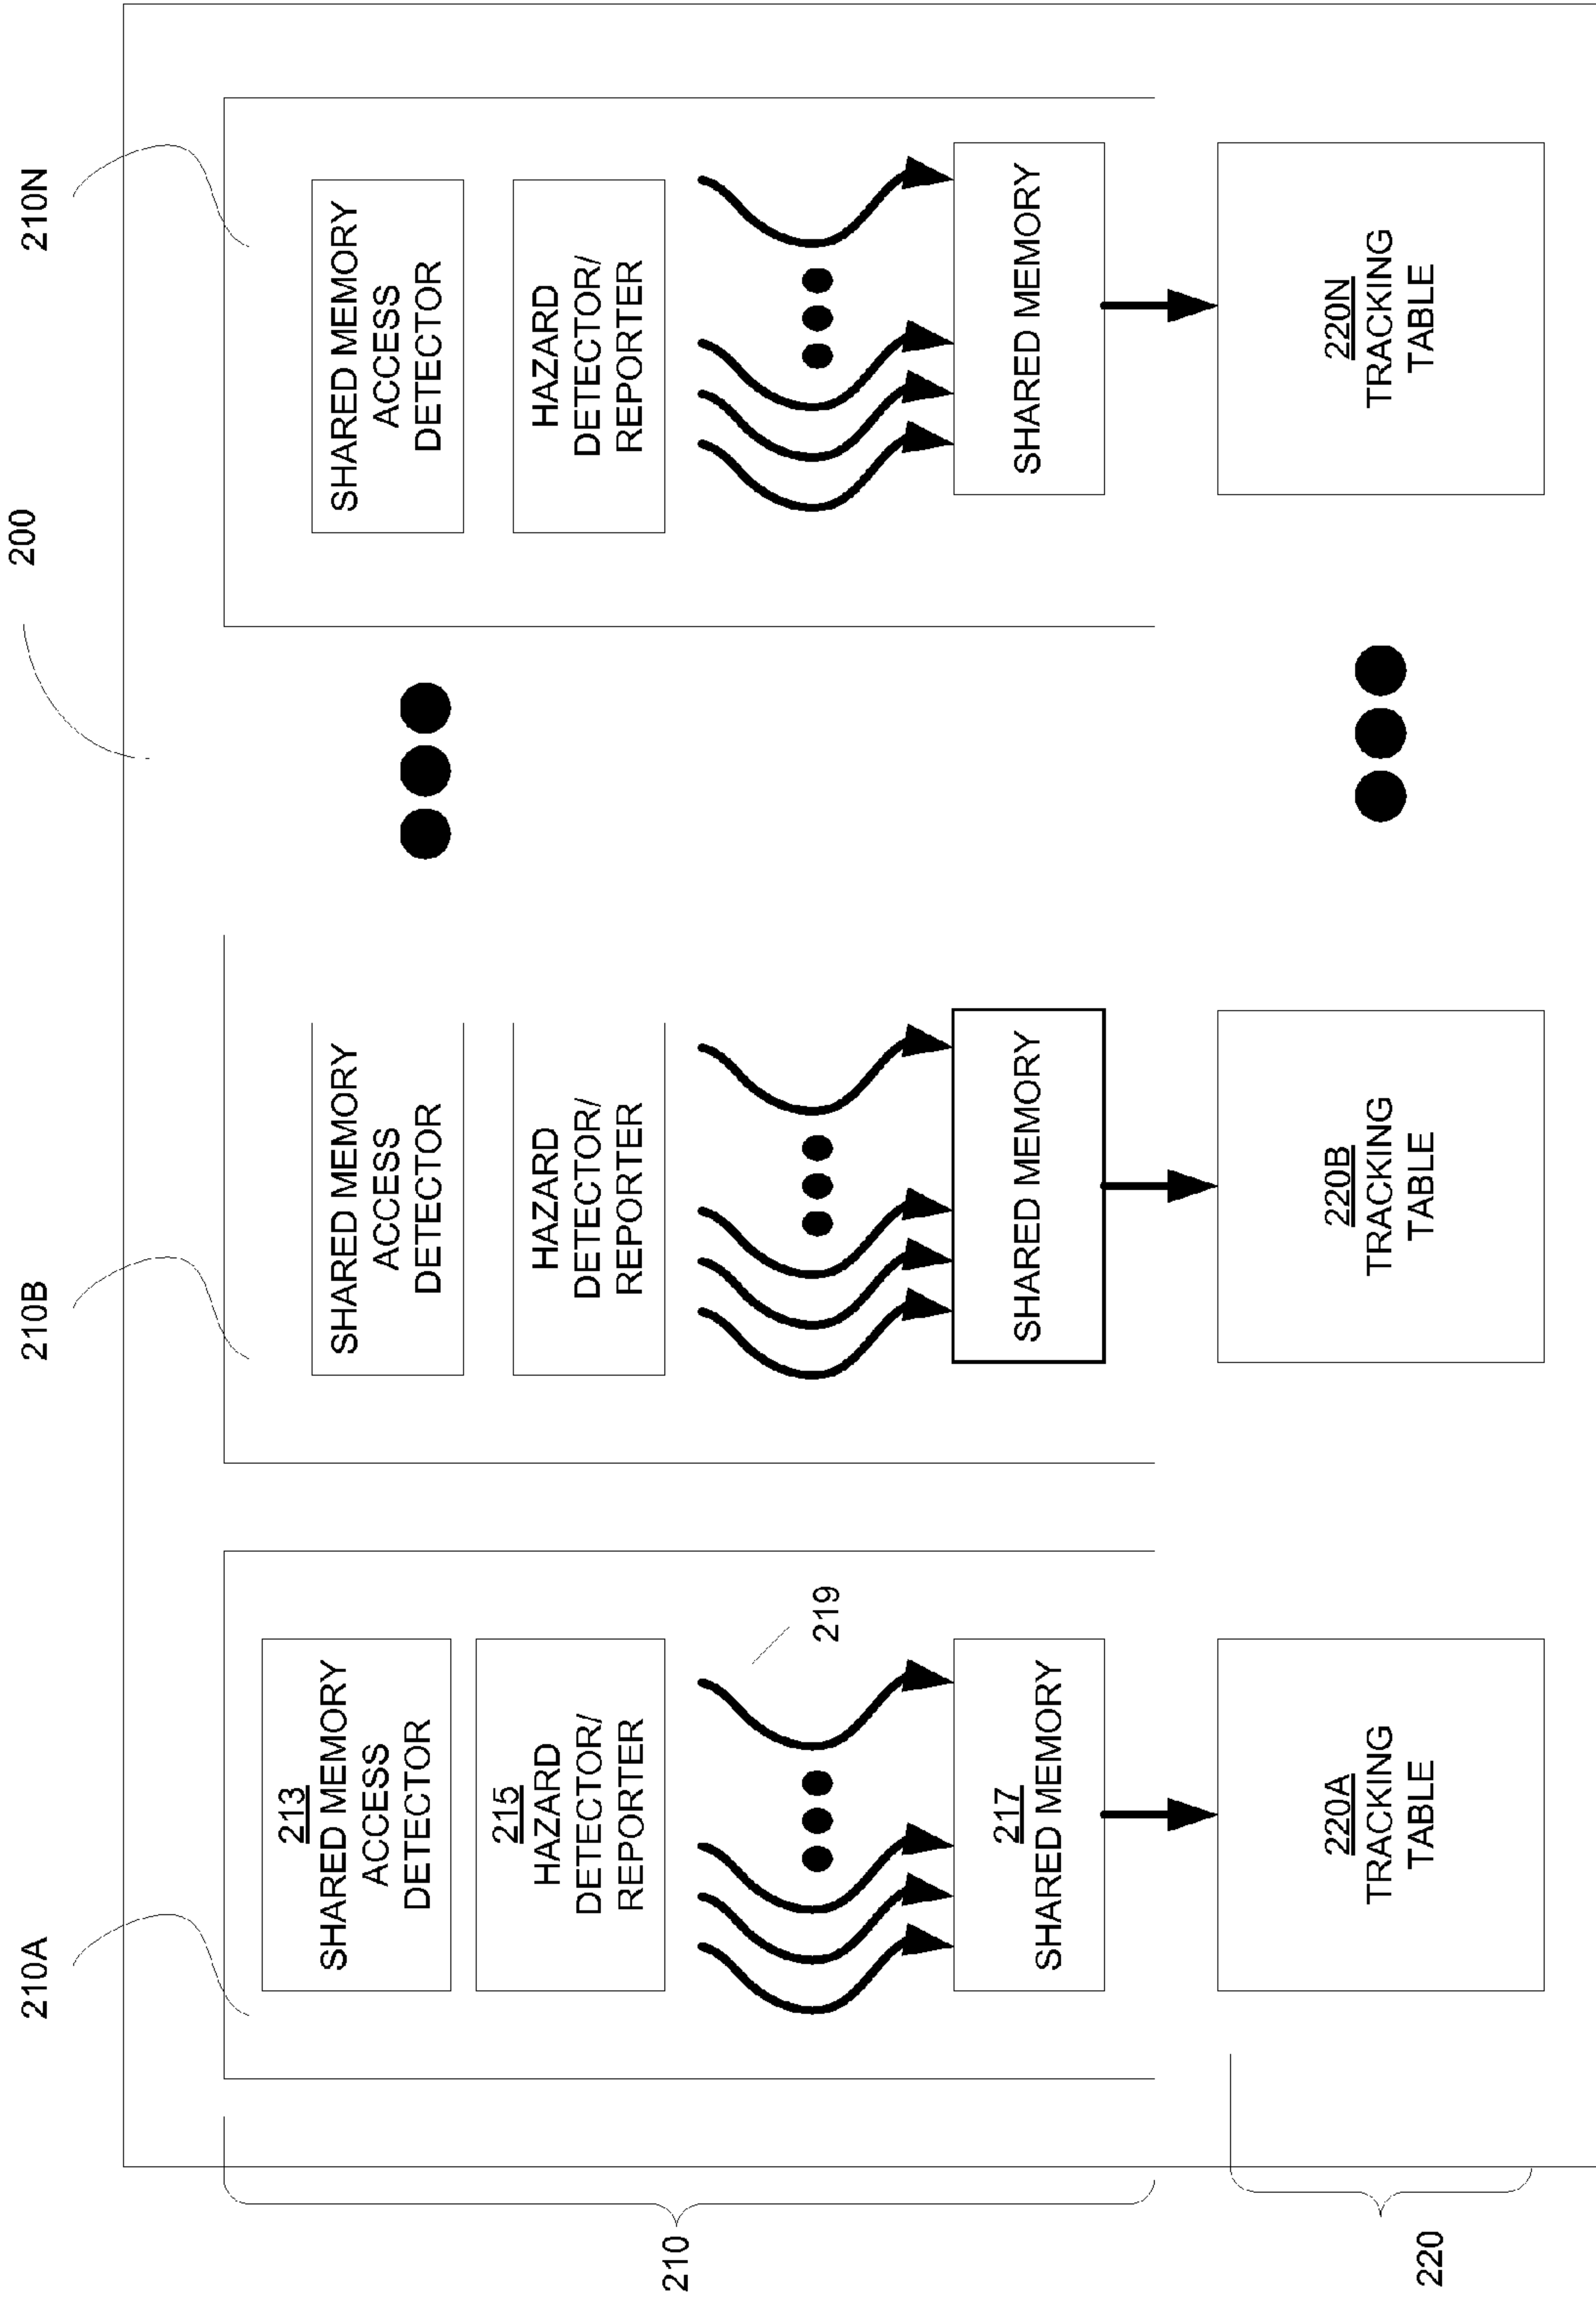 200
210A
210B
210N
213
SHARED MEMORY
ACCESS
DETECTOR
215
HAZARD
DETECTOR/
REPORTER
219
217
SHARED MEMORY
220A
TRACKING
TABLE
SHARED MEMORY
ACCESS
DETECTOR
HAZARD
DETECTOR/
REPORTER
SHARED MEMORY
220B
TRACKING
TABLE
SHARED MEMORY
ACCESS
DETECTOR
HAZARD
DETECTOR/
REPORTER
SHARED MEMORY
220N
TRACKING
TABLE
210
220